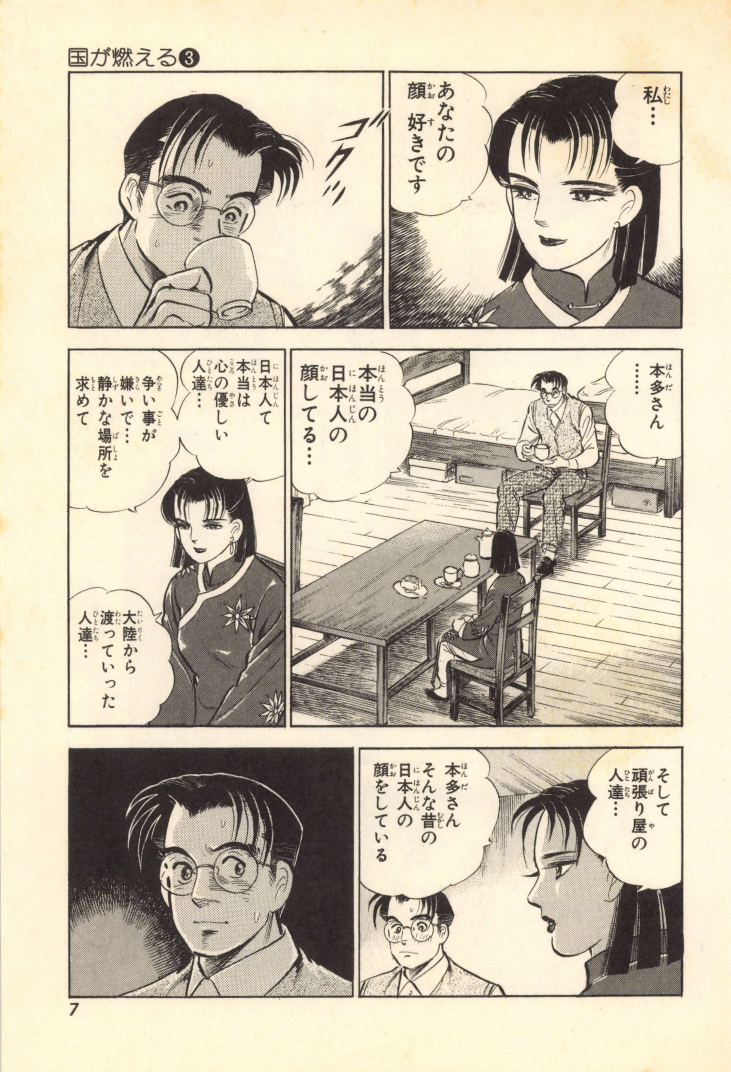 国が燃える❸
私…
あなたの
顔 好きです
コクッ
本多さん
……
本当の
日本人の
顔してる…
日本人て
本当は
心の優しい
人達…
争い事が
嫌いで…
静かな場所を
求めて
大陸から
渡っていった
人達…
そして
頑張り屋の
人達…
本多さん
そんな昔の
日本人の
顔をしている
7